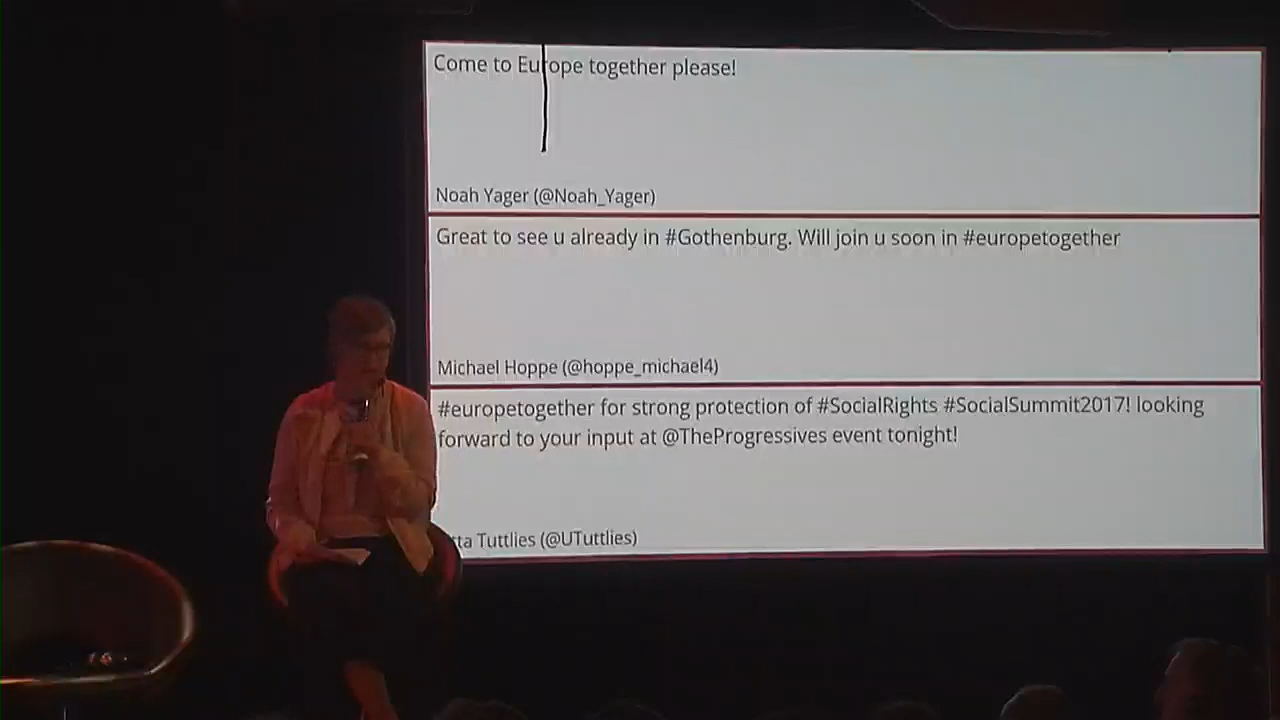 Come to Europe together please!
Noah Yager (@Noah_Yager)
Great to see u already in #Gothenburg. Will join u soon in #europetogether
Michael Hoppe (@hoppe_michael4)
#europetogether for strong protection of #SocialRights #SocialSummit2017! looking
forward to your input at @TheProgressives event tonight!
Tuttlies (@UTuttlies)